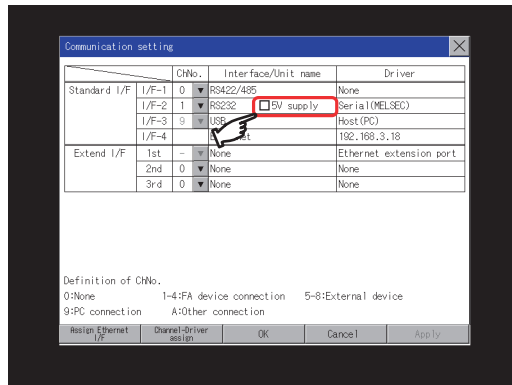 Communication setting
ChNo. Interface/Unit name Driver
Standard I/F I/F-1 0 RS422/485 None
I/F-2 1 RS232 5V supply Serial(MELSEC)
I/F-3 9 USB Host(PC)
I/F-4 192.168.3.18
Extend I/F 1st - None Ethernet extension port
2nd 0 None None
3rd 0 None None
Definition of ChNo.
0:None 1-4:FA device connection 5-8:External device
9:PC connection A:Other connection
Assign Ethernet I/F Channel-Driver assign OK Cancel Apply